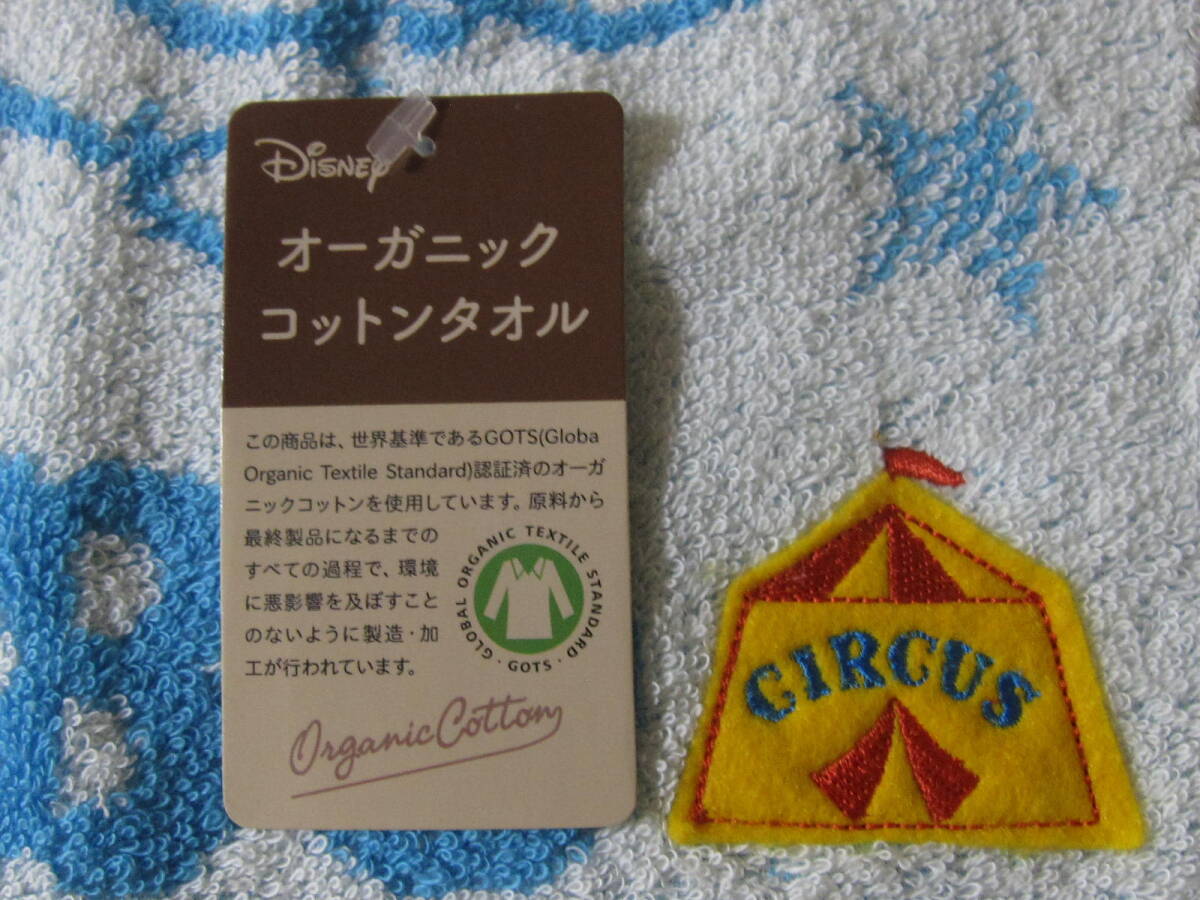 Disney
オーガニック
コットンタオル
この商品は、世界基準であるGOTS(Globa
Organic Textile Standard)認証済のオーガ
ニックコットンを使用しています。原料から
最終製品になるまでの
すべての過程で、環境
に悪影響を及ぼすこと
のないように製造・加
工が行われています。
GLOBAL ORGANIC TEXTILE STANDARD
· GOTS ·
Organic Cotton
CIRCUS